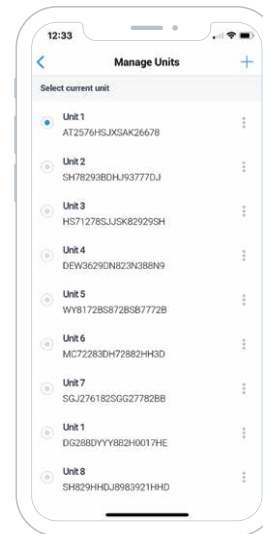 12:33
Manage Units
Select current unit
Unit 1
AT2576HSJXSAK26678
Unit 2
SH78293BDHJ93777DJ
Unit 3
HS71278SJJSK82929SH
Unit 4
DEW3629DN823N388N9
Unit 5
WY8172BS872BSB7772B
Unit 6
MC72283DH72882HH3D
Unit 7
SGJ276182SGG27782BB
Unit 1
DG288DYYY882H0017HE
Unit 8
SH829HHDJ8983921HHD